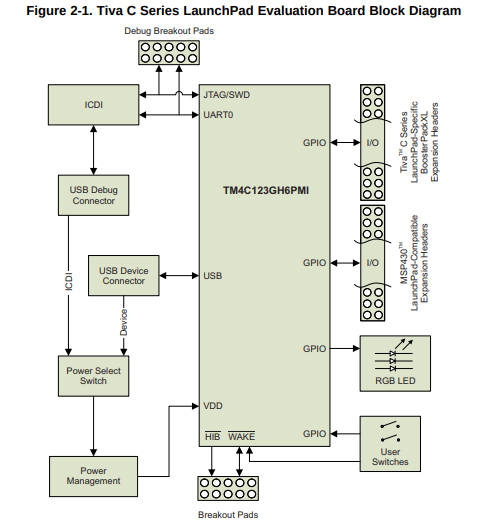 Figure 2-1. Tiva C Series LaunchPad Evaluation Board Block Diagram
Debug Breakout Pads
ICDI
JTAG/SWD
UART0
GPIO
I/O
Tiva™ C Series
LaunchPad-Specific
BoosterPackXL
Expansion Headers
TM4C123GH6PMI
USB Debug
Connector
GPIO
I/O
MSP430™
LaunchPad-Compatible
Expansion Headers
USB Device
Connector
USB
ICDI
Device
GPIO
RGB LED
Power Select
Switch
VDD
HIB
WAKE
GPIO
User
Switches
Power
Management
Breakout Pads